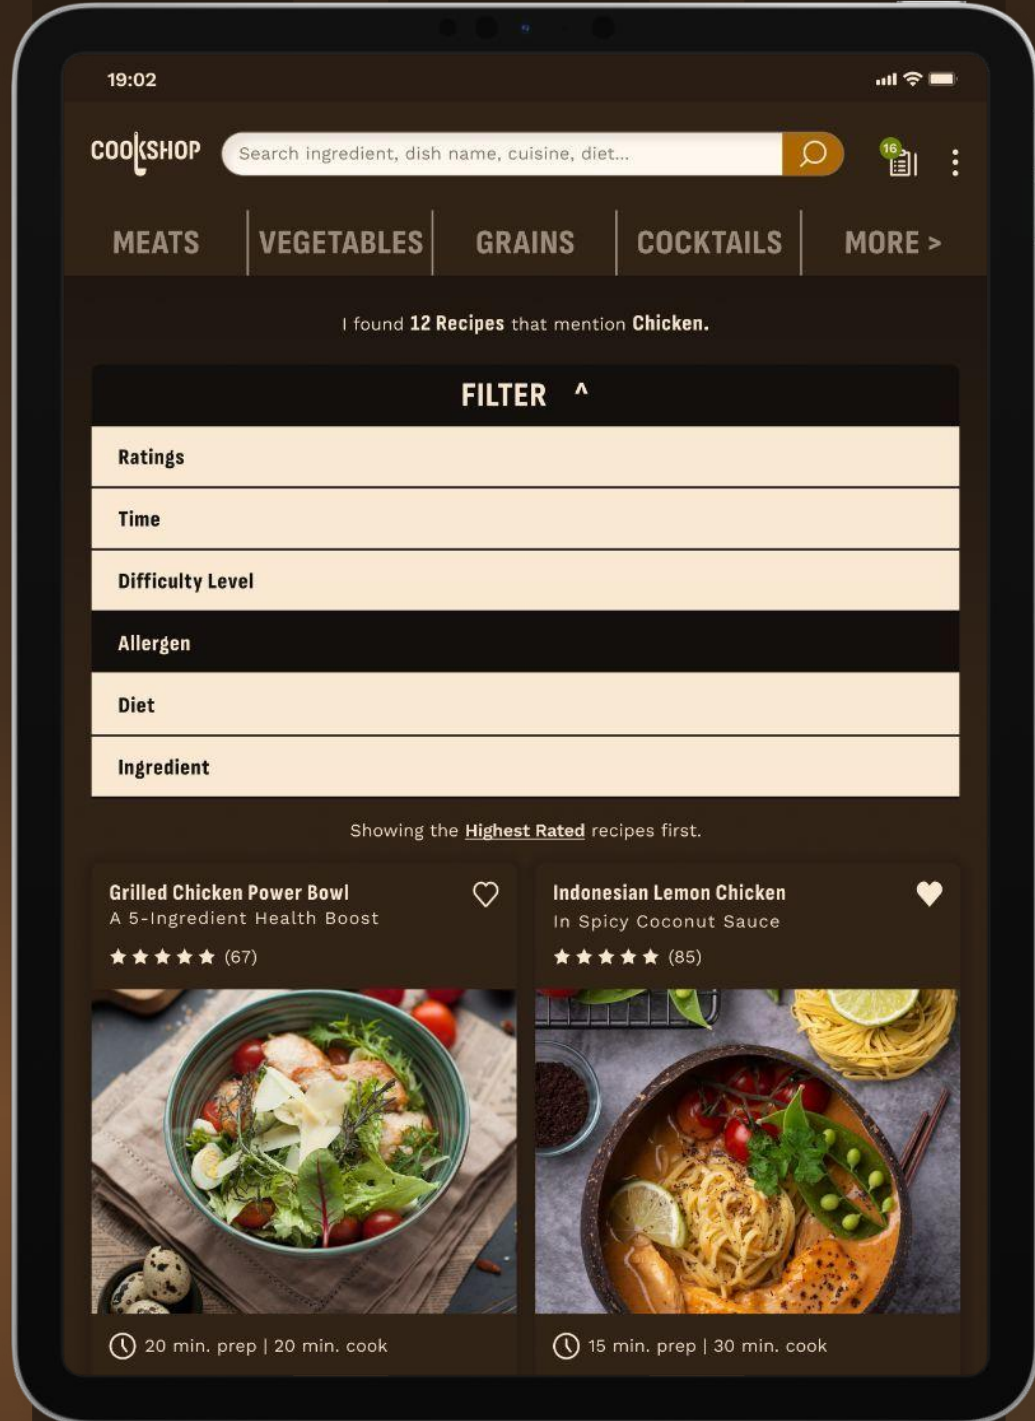 19:02
COOKSHOP
Search ingredient, dish name, cuisine, diet...
16
MEATS
VEGETABLES
GRAINS
COCKTAILS
MORE >
I found 12 Recipes that mention Chicken.
FILTER ^
Ratings
Time
Difficulty Level
Allergen
Diet
Ingredient
Showing the Highest Rated recipes first.
Grilled Chicken Power Bowl
A 5-Ingredient Health Boost
★★★★★ (67)
20 min. prep | 20 min. cook
Indonesian Lemon Chicken
In Spicy Coconut Sauce
★★★★★ (85)
15 min. prep | 30 min. cook